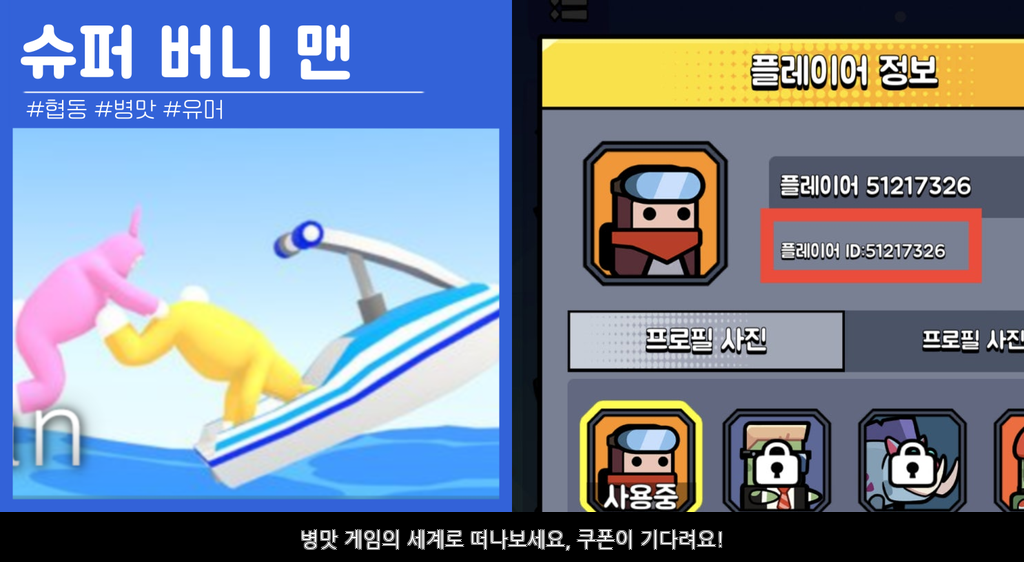 슈퍼 버니 맨
#협동 #병맛 #유머
n
플레이어 정보
플레이어 51217326
플레이어 ID:51217326
프로필 사진
프로필 사진
사용중
병맛 게임의 세계로 떠나보세요, 쿠폰이 기다려요!